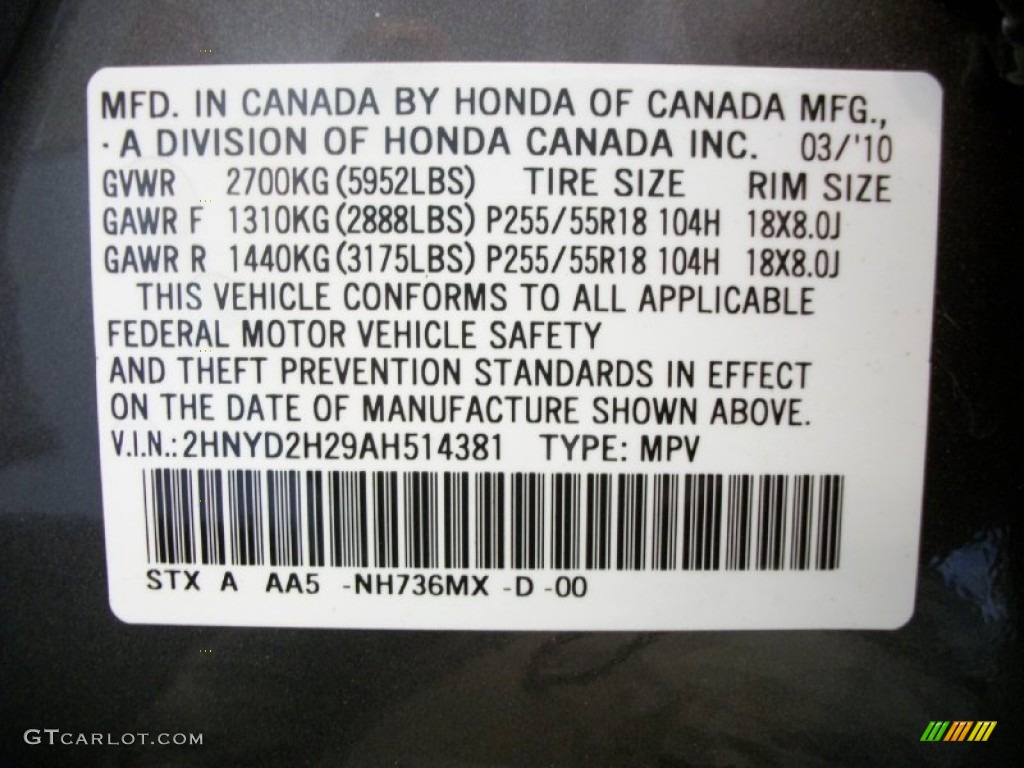 MFD. IN CANADA BY HONDA OF CANADA MFG.,
· A DIVISION OF HONDA CANADA INC. 03/'10
GVWR 2700KG (5952LBS) TIRE SIZE RIM SIZE
GAWR F 1310KG (2888LBS) P255/55R18 104H 18X8.0J
GAWR R 1440KG (3175LBS) P255/55R18 104H 18X8.0J
THIS VEHICLE CONFORMS TO ALL APPLICABLE
FEDERAL MOTOR VEHICLE SAFETY
AND THEFT PREVENTION STANDARDS IN EFFECT
ON THE DATE OF MANUFACTURE SHOWN ABOVE.
V.I.N.: 2HNYD2H29AH514381 TYPE: MPV
STX A AA5 -NH736MX -D -00
GTCARLOT.COM